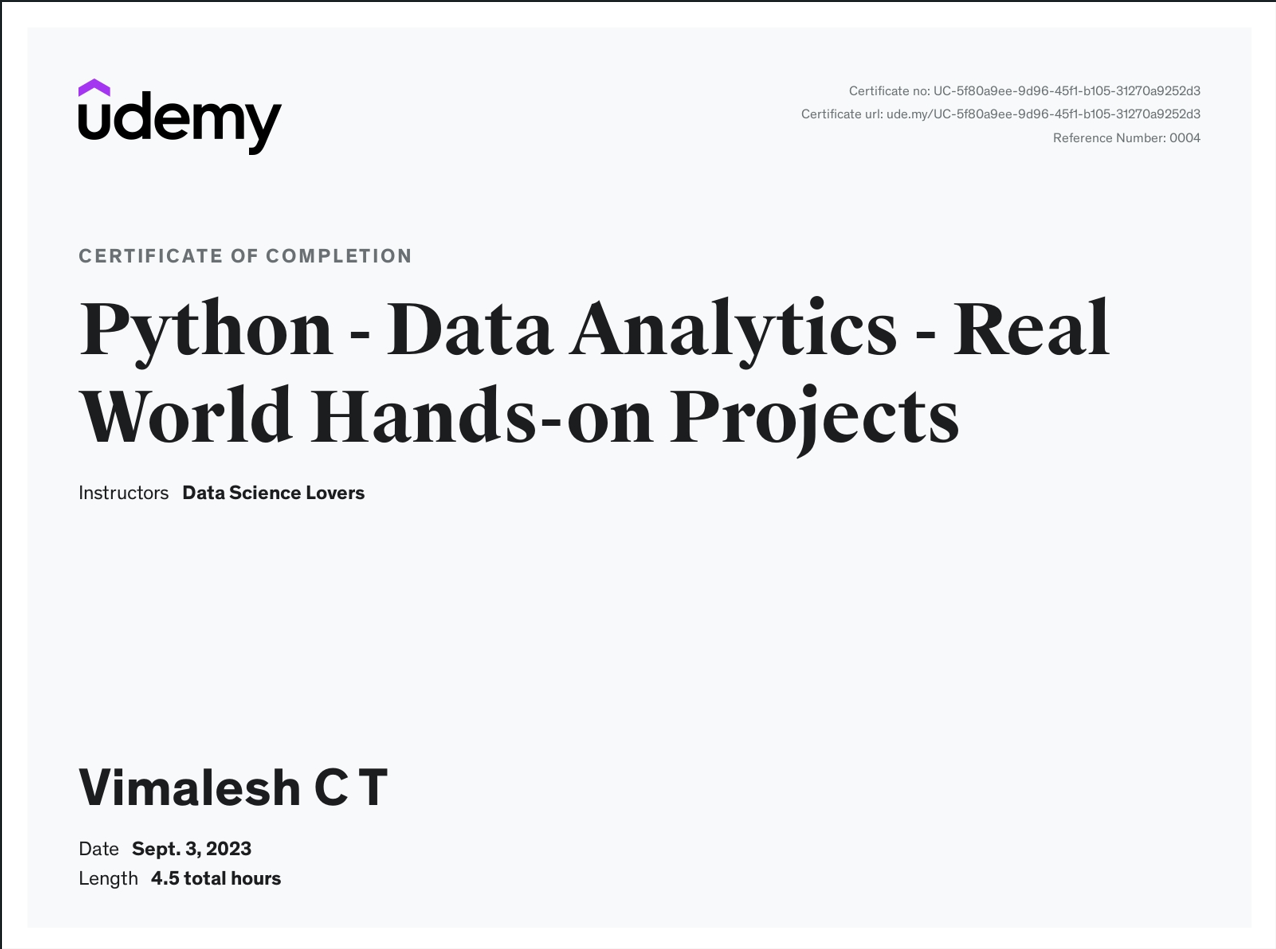 udemy
Certificate no: UC-5f80a9ee-9d96-45f1-b105-31270a9252d3
Certificate url: ude.my/UC-5f80a9ee-9d96-45f1-b105-31270a9252d3
Reference Number: 0004
CERTIFICATE OF COMPLETION
Python - Data Analytics - Real
World Hands-on Projects
Instructors Data Science Lovers
Vimalesh C T
Date Sept. 3, 2023
Length 4.5 total hours